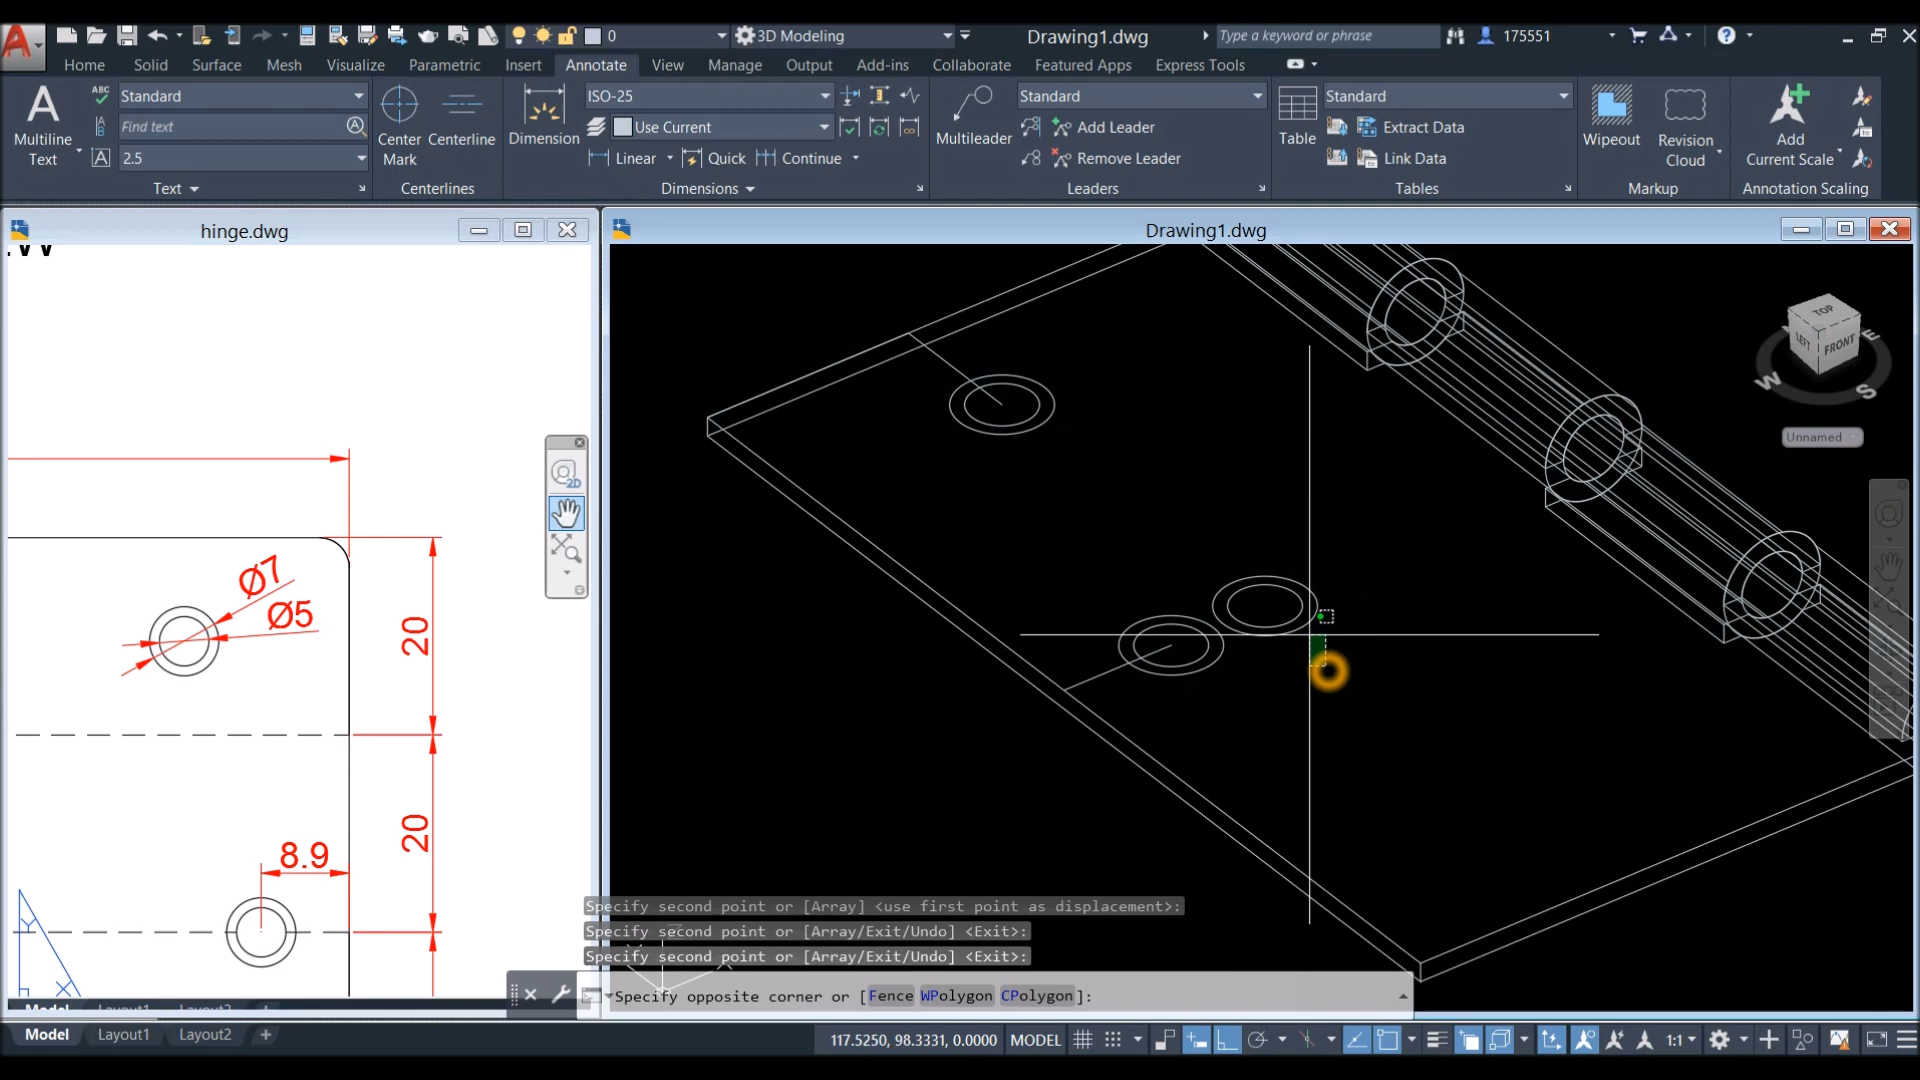 0
3D Modeling
Drawing1.dwg
Type a keyword or phrase
175551
Home
Solid
Surface
Mesh
Visualize
Parametric
Insert
Annotate
View
Manage
Output
Add-ins
Collaborate
Featured Apps
Express Tools
Multiline Text
Standard
Find text
2.5
Text
Center Mark
Centerline
Centerlines
Dimension
ISO-25
Use Current
Linear
Quick
Continue
Dimensions
Multileader
Standard
Add Leader
Remove Leader
Leaders
Table
Standard
Extract Data
Link Data
Tables
Wipeout
Revision Cloud
Markup
Add Current Scale
Annotation Scaling
hinge.dwg
Drawing1.dwg
TOP
LEFT
FRONT
E
W
S
Unnamed
2D
Ø7
Ø5
20
20
8.9
Y
X
Specify second point or [Array] <use first point as displacement>:
Specify second point or [Array/Exit/Undo] <Exit>:
Specify second point or [Array/Exit/Undo] <Exit>:
Specify opposite corner or [Fence WPolygon CPolygon]:
Model
Layout1
Layout2
117.5250, 98.3331, 0.0000
MODEL
1:1